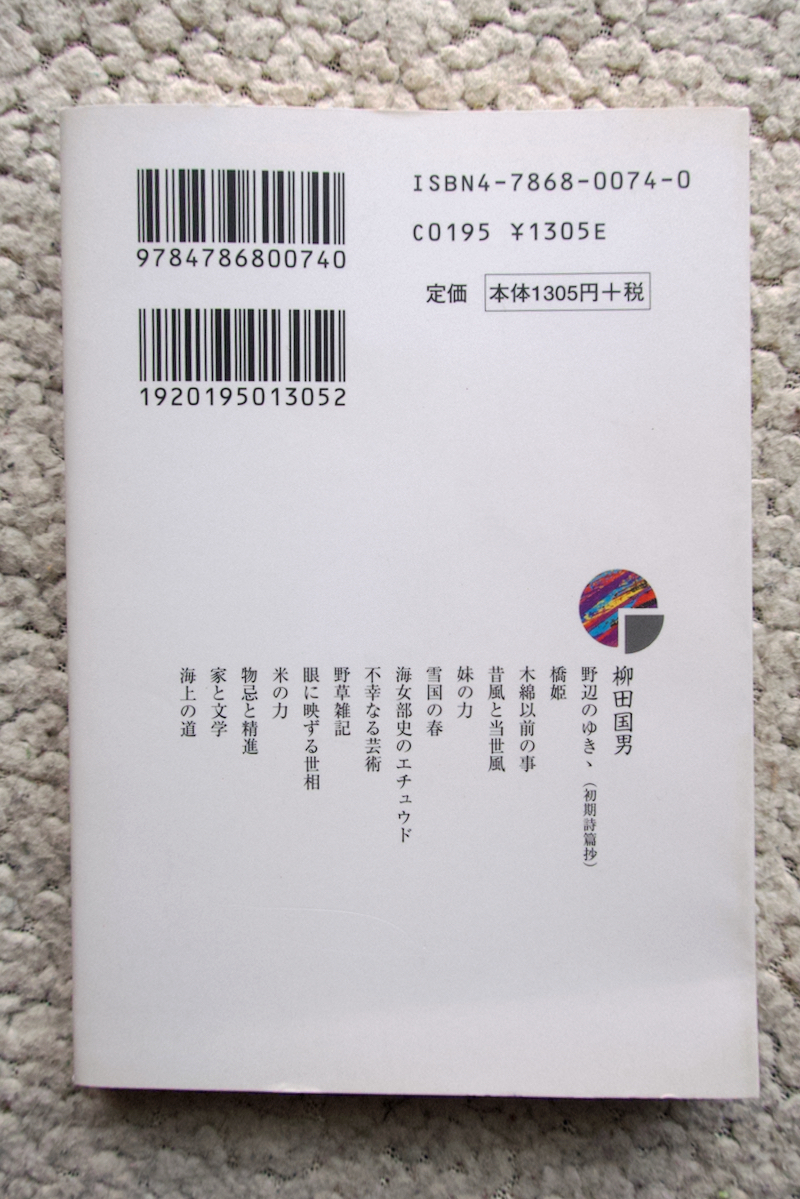 9784786800740
ISBN4-7868-0074-0
C0195 ¥1305E
定価 本体1305円+税
1920195013052
柳田国男
野辺のゆきゝ(初期詩篇抄)
橋姫
木綿以前の事
昔風と当世風
妹の力
雪国の春
海女部史のエチュウド
不幸なる芸術
野草雑記
眼に映ずる世相
米の力
物忌と精進
家と文学
海上の道